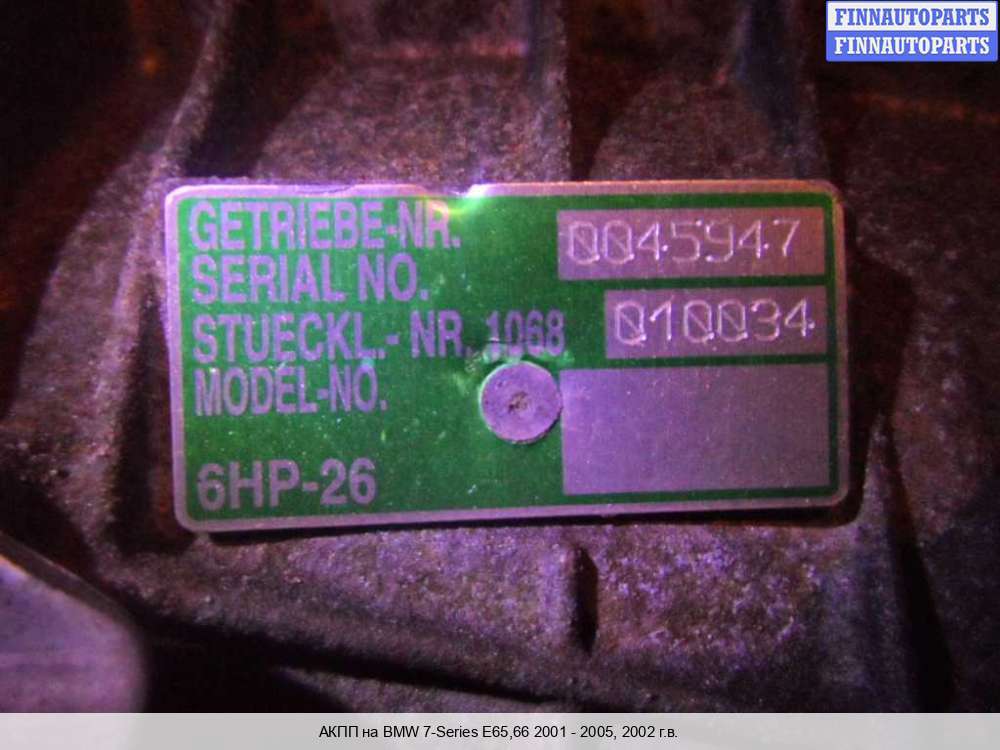 FINNAUTOPARTS
FINNAUTOPARTS
GETRIEBE-NR. 0045947
SERIAL NO.
STUECKL.- NR. 1068 010034
MODEL-NO.
6HP-26
АКПП на BMW 7-Series E65,66 2001 - 2005, 2002 г.в.